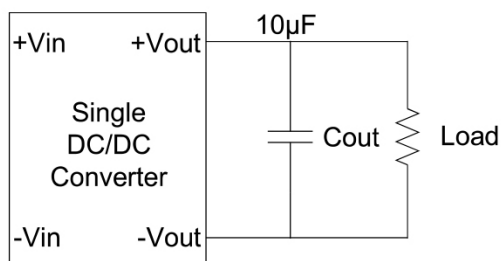 10µF
+Vin +Vout
Single
DC/DC
Converter
Cout
Load
-Vin -Vout